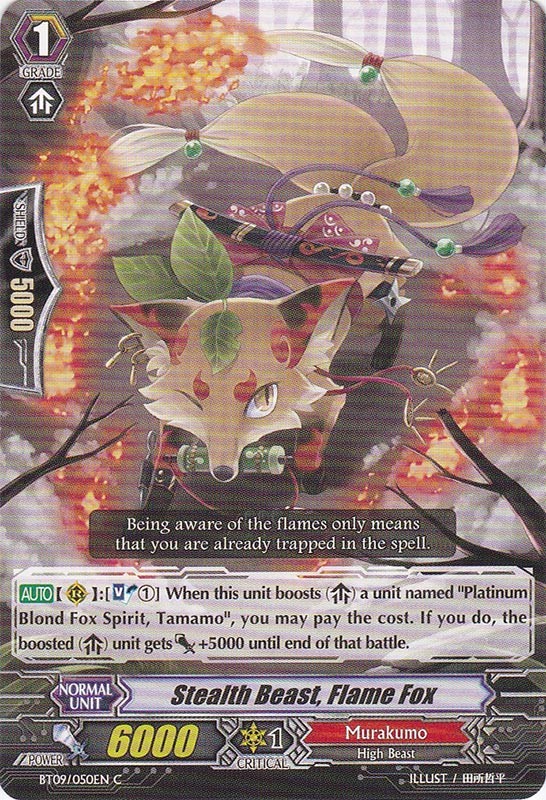 1
GRADE
SHIELD
5000
Being aware of the flames only means
that you are already trapped in the spell.
AUTO【 R 】:[V ①] When this unit boosts ( ) a unit named "Platinum
Blond Fox Spirit, Tamamo", you may pay the cost. If you do, the
boosted ( ) unit gets +5000 until end of that battle.
NORMAL
UNIT
Stealth Beast, Flame Fox
POWER
6000
1
CRITICAL
Murakumo
High Beast
BT09/050EN C
ILLUST / 田所哲平